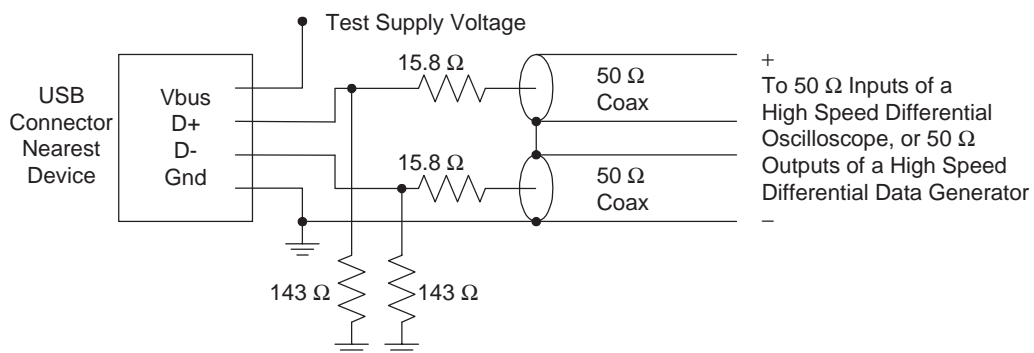 Test Supply Voltage
USB
Connector
Nearest
Device
Vbus
D+
D-
Gnd
15.8 Ω
15.8 Ω
50 Ω
Coax
50 Ω
Coax
+
To 50 Ω Inputs of a
High Speed Differential
Oscilloscope, or 50 Ω
Outputs of a High Speed
Differential Data Generator
−
143 Ω
143 Ω